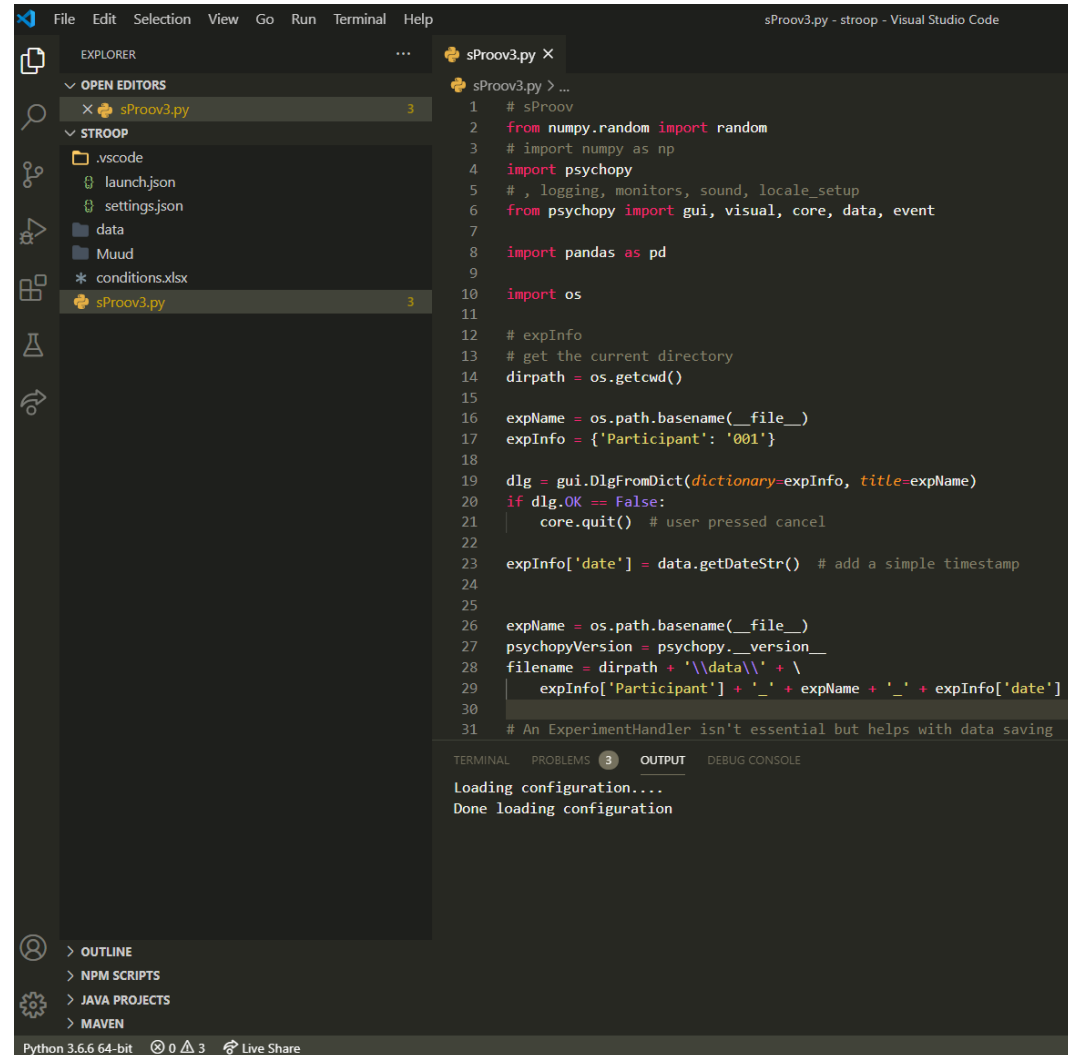 File Edit Selection View Go Run Terminal Help
sProov3.py - stroop - Visual Studio Code
EXPLORER
OPEN EDITORS
sProov3.py 3
STROOP
.vscode
launch.json
settings.json
data
Muud
conditions.xlsx
sProov3.py 3
OUTLINE
NPM SCRIPTS
JAVA PROJECTS
MAVEN
sProov3.py
sProov3.py > ...
1 # sProov
2 from numpy.random import random
3 # import numpy as np
4 import psychopy
5 # , logging, monitors, sound, locale_setup
6 from psychopy import gui, visual, core, data, event
7
8 import pandas as pd
9
10 import os
11
12 # expInfo
13 # get the current directory
14 dirpath = os.getcwd()
15
16 expName = os.path.basename(__file__)
17 expInfo = {'Participant': '001'}
18
19 dlg = gui.DlgFromDict(dictionary=expInfo, title=expName)
20 if dlg.OK == False:
21     core.quit()  # user pressed cancel
22
23 expInfo['date'] = data.getDateStr()  # add a simple timestamp
24
25
26 expName = os.path.basename(__file__)
27 psychopyVersion = psychopy.__version__
28 filename = dirpath + '\\data\\' + \
29     expInfo['Participant'] + '_' + expName + '_' + expInfo['date']
30
31 # An ExperimentHandler isn't essential but helps with data saving
TERMINAL PROBLEMS 3 OUTPUT DEBUG CONSOLE
Loading configuration....
Done loading configuration
Python 3.6.6 64-bit 0 3 Live Share